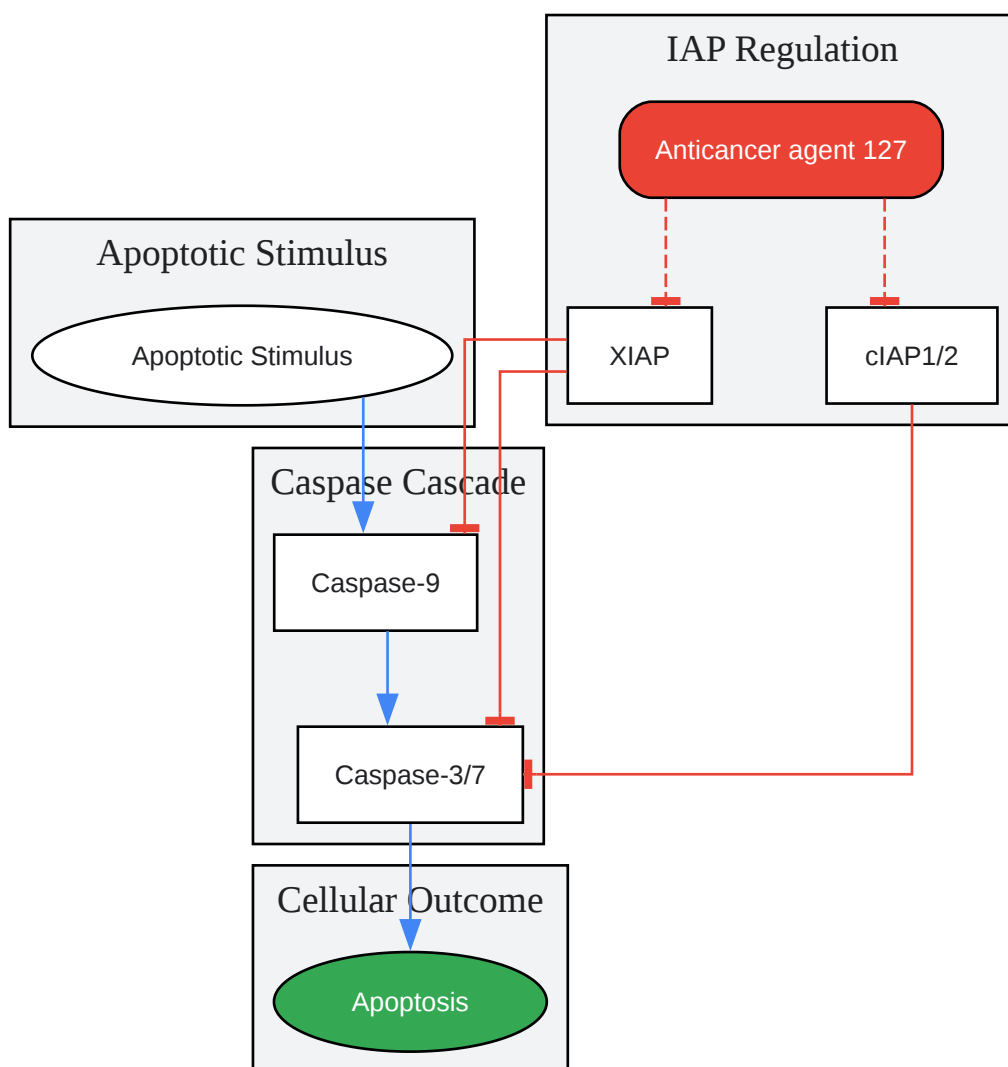 IAP Regulation
Anticancer agent 127
Apoptotic Stimulus
Apoptotic Stimulus
XIAP
cIAP1/2
Caspase Cascade
Caspase-9
Caspase-3/7
Cellular Outcome
Apoptosis